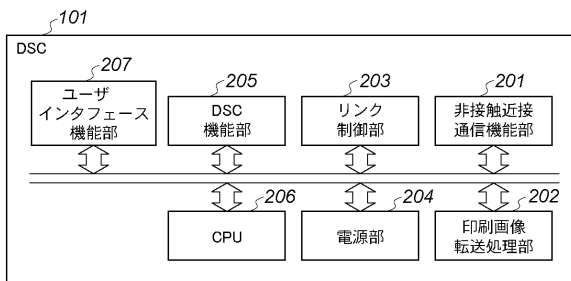 101
DSC
207
205
203
201
ユーザ
インタフェース
機能部
DSC
機能部
リンク
制御部
非接触近接
通信機能部
206
204
202
CPU
電源部
印刷画像
転送処理部